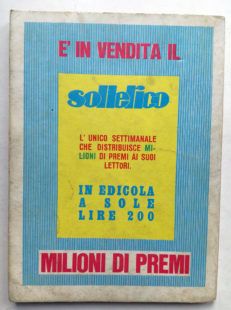 E' IN VENDITA IL
solletico
L' UNICO SETTIMANALE
CHE DISTRIBUISCE MI-
LIONI DI PREMI AI SUOI
LETTORI.
IN EDICOLA
A SOLE
LIRE 200
MILIONI DI PREMI